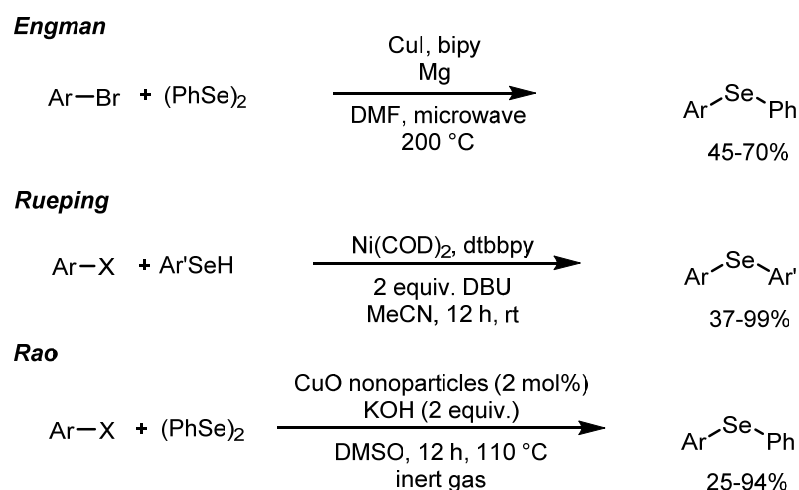 Engman
CuI, bipy
Mg
Ar–Br + (PhSe)2
DMF, microwave
200 °C
Ar Se Ph
45-70%
Rueping
Ni(COD)2, dtbbpy
Ar–X + Ar'SeH
2 equiv. DBU
MeCN, 12 h, rt
Ar Se Ar'
37-99%
Rao
CuO nonoparticles (2 mol%)
KOH (2 equiv.)
Ar–X + (PhSe)2
DMSO, 12 h, 110 °C
inert gas
Ar Se Ph
25-94%